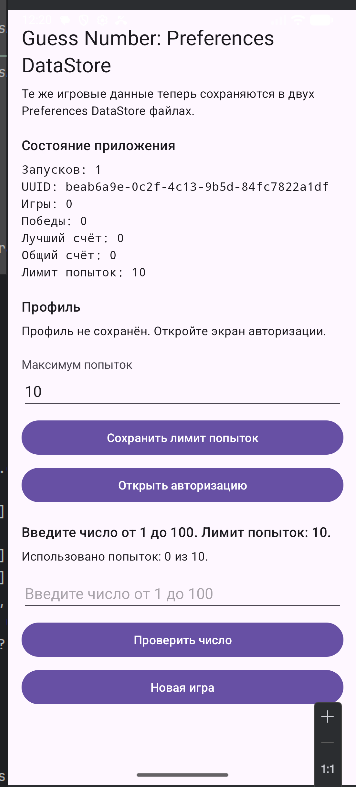 Guess Number: Preferences
DataStore
Те же игровые данные теперь сохраняются в двух
Preferences DataStore файлах.
Состояние приложения
Запусков: 1
UUID: beab6a9e-0c2f-4c13-9b5d-84fc7822a1df
Игры: 0
Победы: 0
Лучший счёт: 0
Общий счёт: 0
Лимит попыток: 10
Профиль
Профиль не сохранён. Откройте экран авторизации.
Максимум попыток
10
Сохранить лимит попыток
Открыть авторизацию
Введите число от 1 до 100. Лимит попыток: 10.
Использовано попыток: 0 из 10.
Введите число от 1 до 100
Проверить число
Новая игра
1:1